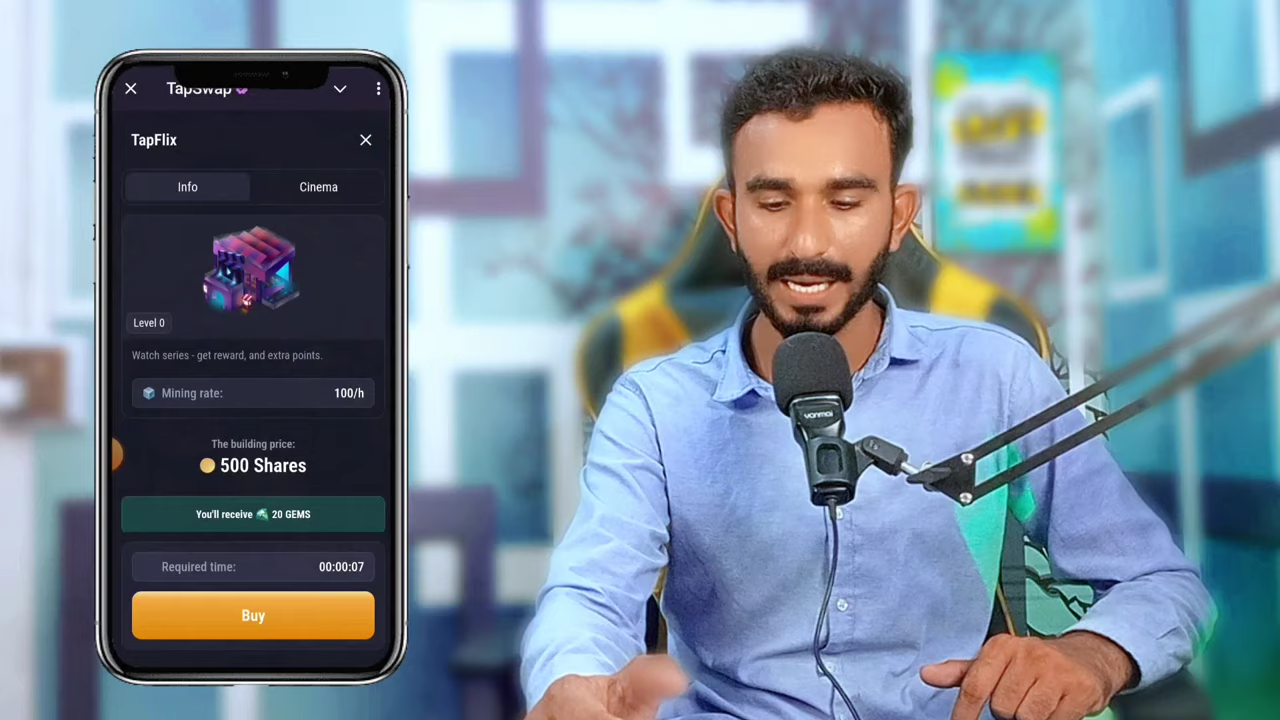 TapSwap
TapFlix
Info
Cinema
Level 0
Watch series - get reward, and extra points.
Mining rate:
100/h
The building price:
500 Shares
You'll receive 20 GEMS
Required time:
00:00:07
Buy
yanmai